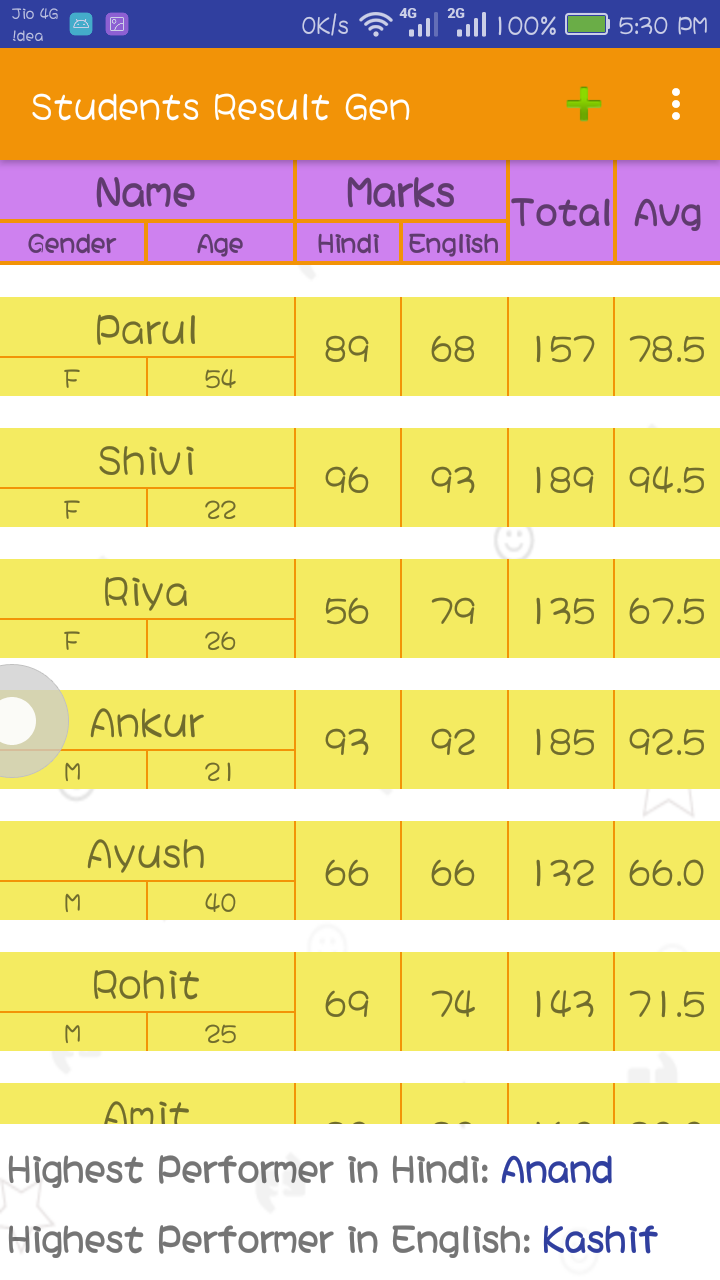 Jio 4G
Idea
0K/s 4G 2G 100% 5:30 PM
Students Result Gen
Name Marks Total Avg
Gender Age Hindi English
Parul 89 68 157 78.5
F 54
Shivi 96 93 189 94.5
F 22
Riya 56 79 135 67.5
F 26
Ankur 93 92 185 92.5
M 21
Ayush 66 66 132 66.0
M 40
Rohit 69 74 143 71.5
M 25
Amit
Highest Performer in Hindi: Anand
Highest Performer in English: Kashif